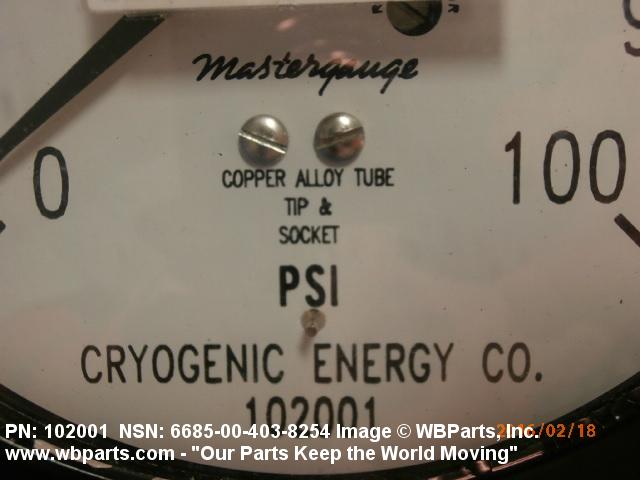 Mastergauge
0
100
COPPER ALLOY TUBE
TIP &
SOCKET
PSI
CRYOGENIC ENERGY CO.
102001
PN: 102001 NSN: 6685-00-403-8254 Image © WBParts, Inc.
www.wbparts.com - "Our Parts Keep the World Moving"